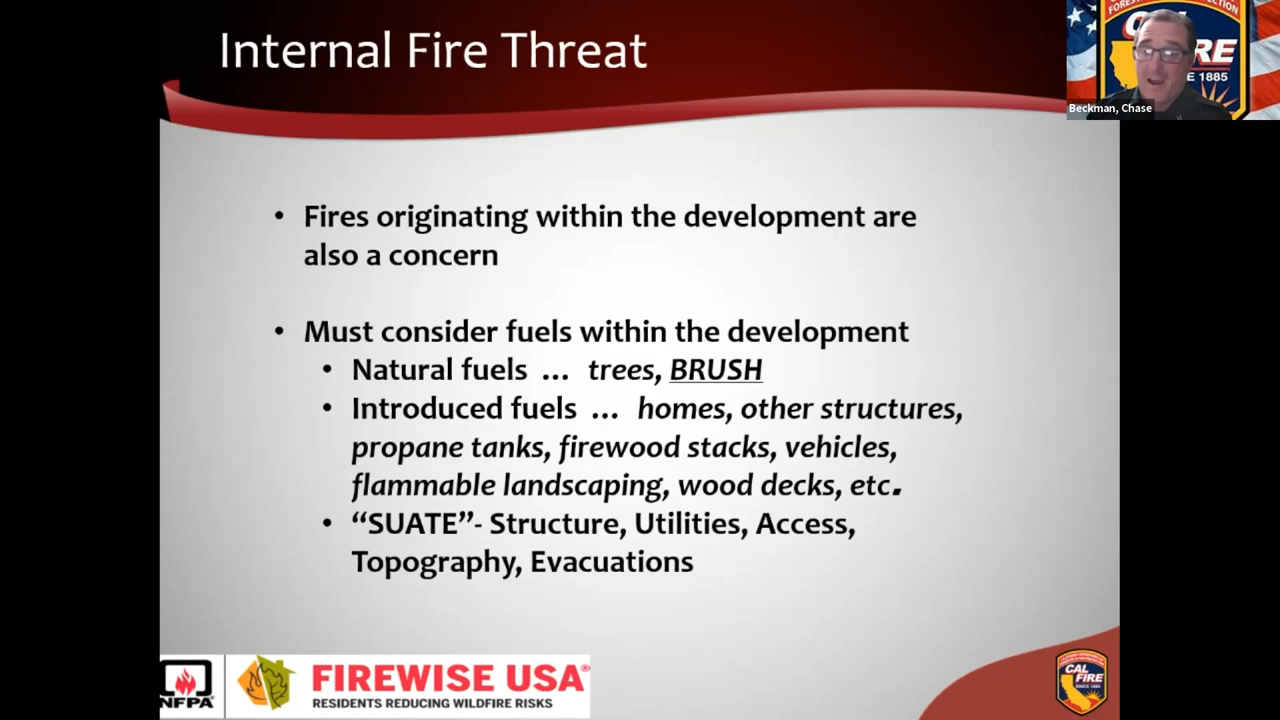 Internal Fire Threat
RE
E 1885
Beckman, Chase
• Fires originating within the development are
also a concern
• Must consider fuels within the development
• Natural fuels … trees, BRUSH
• Introduced fuels … homes, other structures,
propane tanks, firewood stacks, vehicles,
flammable landscaping, wood decks, etc.
• “SUATE”- Structure, Utilities, Access,
Topography, Evacuations
NFPA
FIREWISE USA®
RESIDENTS REDUCING WILDFIRE RISKS
CAL
FIRE